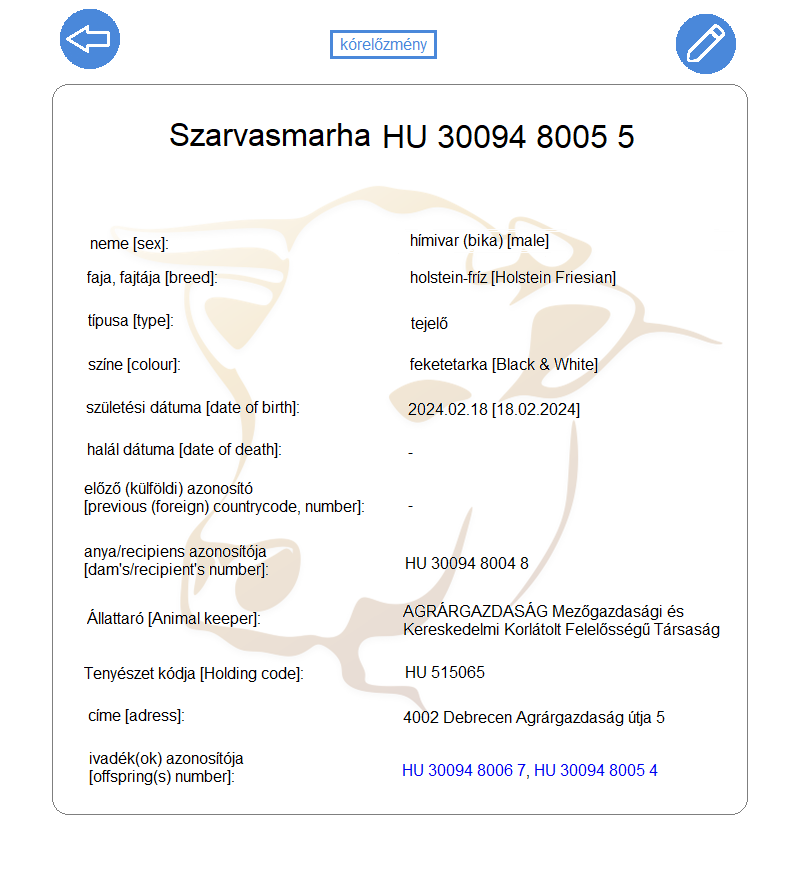 kórelőzmény
Szarvasmarha HU 30094 8005 5
neme [sex]: hímivar (bika) [male]
faja, fajtája [breed]: holstein-fríz [Holstein Friesian]
típusa [type]: tejelő
színe [colour]: feketetarka [Black & White]
születési dátuma [date of birth]: 2024.02.18 [18.02.2024]
halál dátuma [date of death]: -
előző (külföldi) azonosító
[previous (foreign) countrycode, number]: -
anya/recipiens azonosítója
[dam's/recipient's number]: HU 30094 8004 8
Állattaró [Animal keeper]: AGRÁRGAZDASÁG Mezőgazdasági és
Kereskedelmi Korlátolt Felelősségű Társaság
Tenyészet kódja [Holding code]: HU 515065
címe [adress]: 4002 Debrecen Agrárgazdaság útja 5
ivadék(ok) azonosítója
[offspring(s) number]: HU 30094 8006 7, HU 30094 8005 4